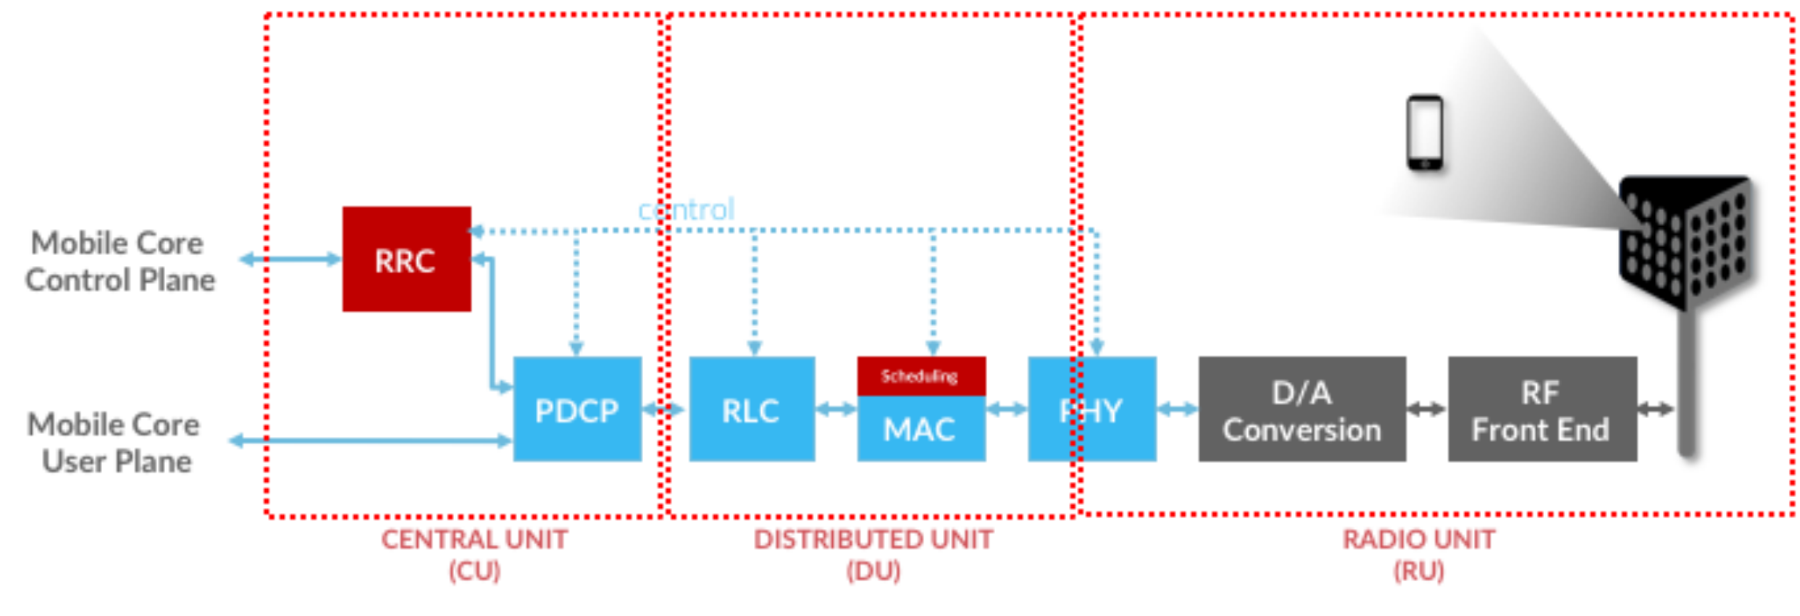 control
Mobile Core
Control Plane
RRC
Mobile Core
User Plane
PDCP
RLC
Scheduling
MAC
PHY
D/A
Conversion
RF
Front End
CENTRAL UNIT
(CU)
DISTRIBUTED UNIT
(DU)
RADIO UNIT
(RU)